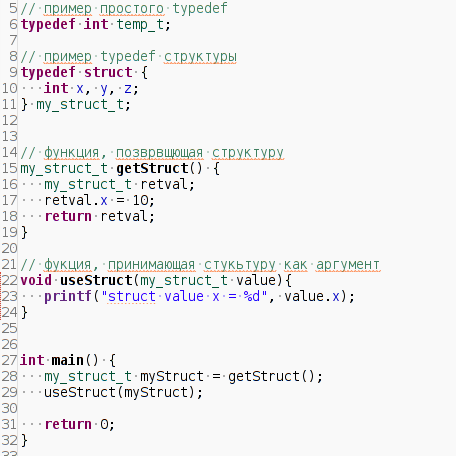 5 // пример простого typedef
6 typedef int temp_t;
7
8 // пример typedef структуры
9 typedef struct {
10 int x, y, z;
11 } my_struct_t;
12
13
14 // функция, позврвщющая структуру
15 my_struct_t getStruct() {
16 my_struct_t retval;
17 retval.x = 10;
18 return retval;
19 }
20
21 // фукция, принимающая стукьтуру как аргумент
22 void useStruct(my_struct_t value){
23 printf("struct value x = %d", value.x);
24 }
25
26
27 int main() {
28 my_struct_t myStruct = getStruct();
29 useStruct(myStruct);
30
31 return 0;
32 }
33